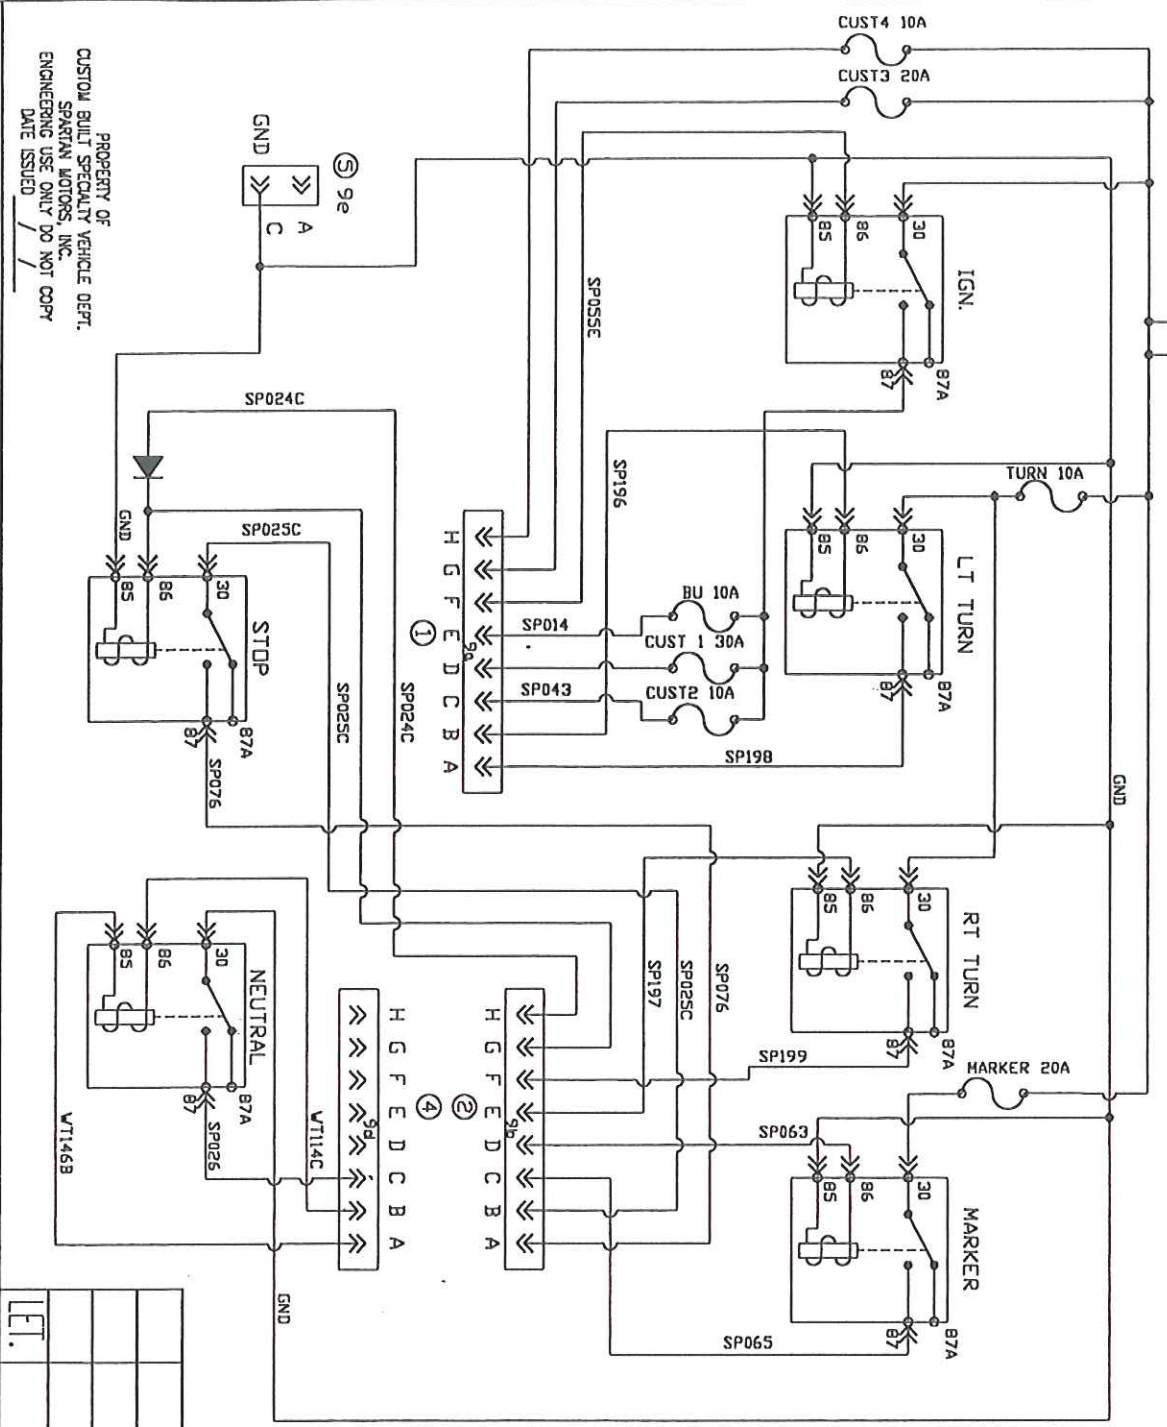 CUST4 10A
CUST3 20A
PROPERTY OF
CUSTOM BUILT SPECIALTY VEHICLE DEPT.
SPARTAN MOTORS, INC.
ENGINEERING USE ONLY DO NOT COPY
DATE ISSUED __/__/__
GND
5 9e
A
C
30
86
85
IGN.
87
87A
SP055E
SP024C
TURN 10A
SP196
30
86
85
LT TURN
87
87A
GND
SP025C
H
G
F
E
D
C
B
A
1
9a
SP014
BU 10A
CUST 1 30A
SP043
CUST2 10A
SP198
30
86
85
STOP
87
87A
SP076
SP025C
SP024C
GND
30
86
85
RT TURN
87
87A
SP197
SP025C
SP076
SP199
30
86
85
NEUTRAL
87
87A
WT146B
SP026
WT114C
H
G
F
E
D
C
B
A
4
9d
2
9b
H
G
F
E
D
C
B
A
MARKER 20A
SP063
30
86
85
MARKER
87
87A
SP065
GND
LET.